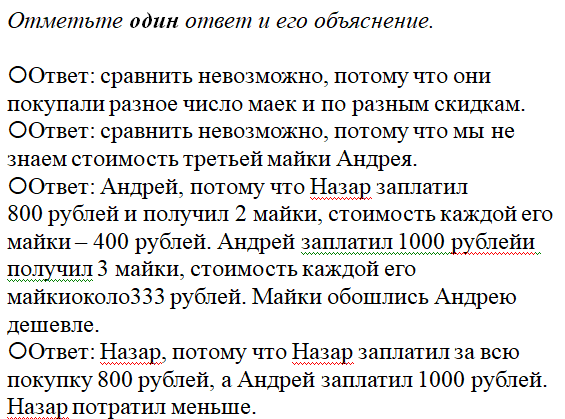 Отметьте один ответ и его объяснение.
Ответ: сравнить невозможно, потому что они
покупали разное число маек и по разным скидкам.
Ответ: сравнить невозможно, потому что мы не
знаем стоимость третьей майки Андрея.
Ответ: Андрей, потому что Назар заплатил
800 рублей и получил 2 майки, стоимость каждой его
майки – 400 рублей. Андрей заплатил 1000 рублейи
получил 3 майки, стоимость каждой его
майкиоколо333 рублей. Майки обошлись Андрею
дешевле.
Ответ: Назар, потому что Назар заплатил за всю
покупку 800 рублей, а Андрей заплатил 1000 рублей.
Назар потратил меньше.